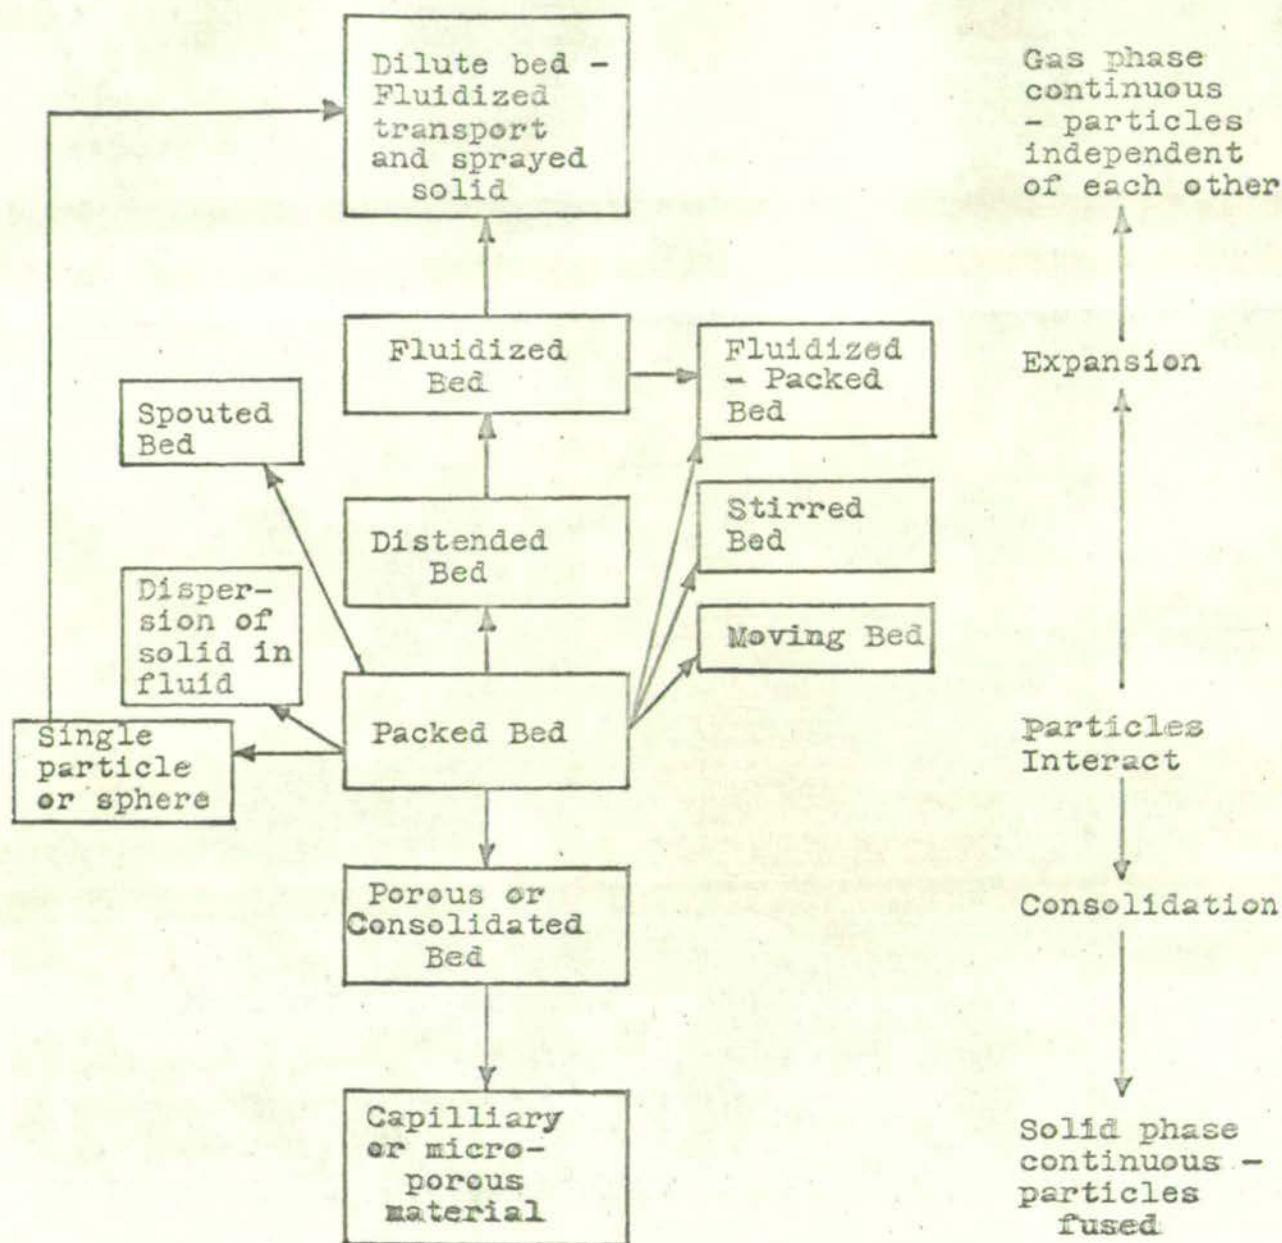 Dilute bed –
Fluidized
transport
and sprayed
solid
Gas phase
continuous
– particles
independent
of each other
Fluidized
Bed
Fluidized
– Packed
Bed
Expansion
Spouted
Bed
Distended
Bed
Stirred
Bed
Disper-
sion of
solid in
fluid
Moving Bed
Single
particle
or sphere
Packed Bed
Particles
Interact
Porous or
Consolidated
Bed
Consolidation
Capilliary
or micro-
porous
material
Solid phase
continuous –
particles
fused